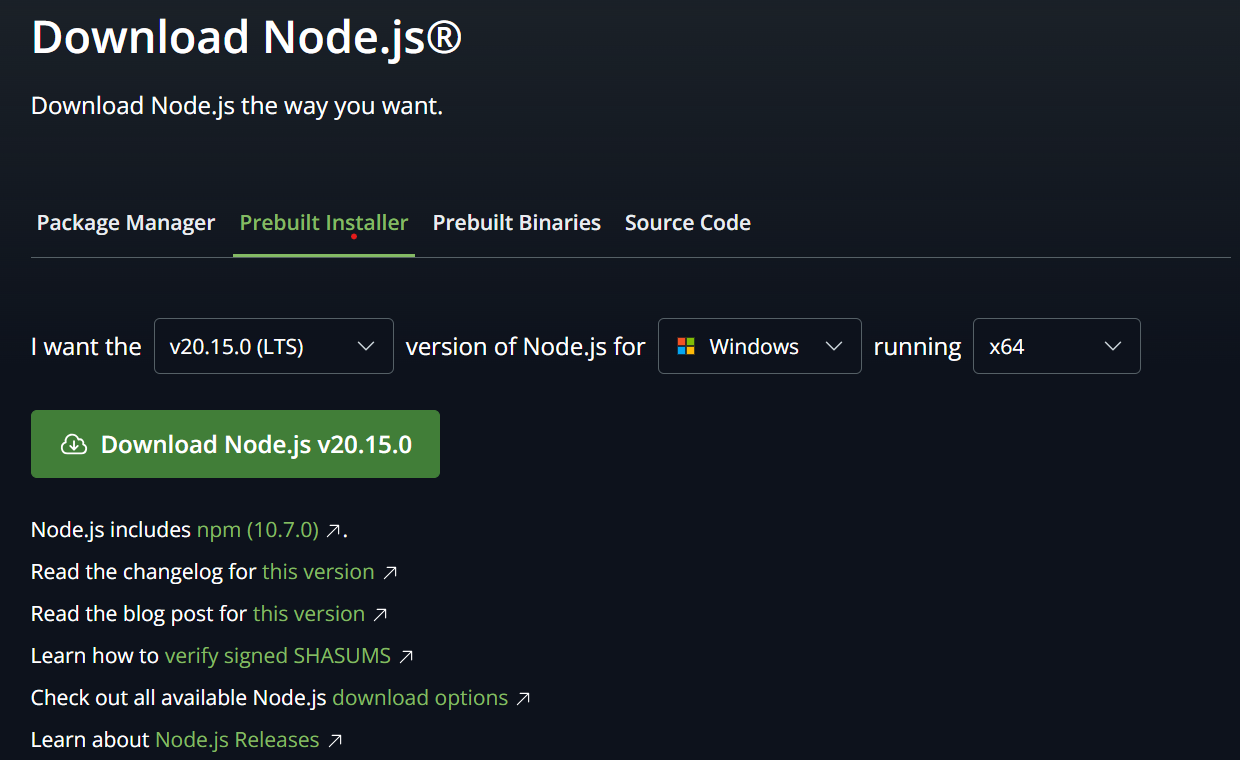 Download Node.js®
Download Node.js the way you want.
Package Manager Prebuilt Installer Prebuilt Binaries Source Code
I want the v20.15.0 (LTS) version of Node.js for Windows running x64
Download Node.js v20.15.0
Node.js includes npm (10.7.0) ↗.
Read the changelog for this version ↗
Read the blog post for this version ↗
Learn how to verify signed SHASUMS ↗
Check out all available Node.js download options ↗
Learn about Node.js Releases ↗